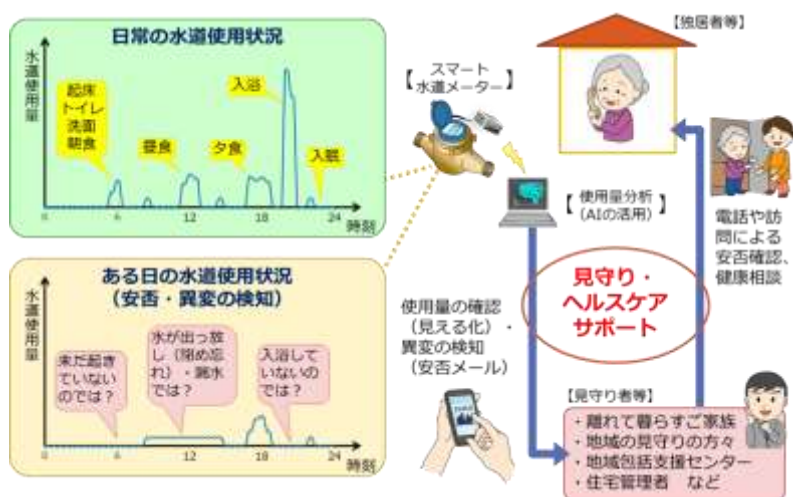 日常の水道使用状況
水道使用量
起床
トイレ
洗面
朝食
昼食
夕食
入浴
入眠
0 6 12 18 24
時刻
ある日の水道使用状況
（安否・異変の検知）
水道使用量
未だ起き
ていない
のでは？
水が出っ放
し（閉め忘
れ）・漏水
では？
入浴して
いないの
では？
0 6 12 18 20 24
時刻
【スマート
水道メーター】
【独居者等】
【使用量分析
（AIの活用）】
電話や訪
問による
安否確認、
健康相談
見守り・
ヘルスケア
サポート
使用量の確認
（見える化）・
異変の検知
（安否メール）
【見守り者等】
・離れて暮らすご家族
・地域の見守りの方々
・地域包括支援センター
・住宅管理者　など